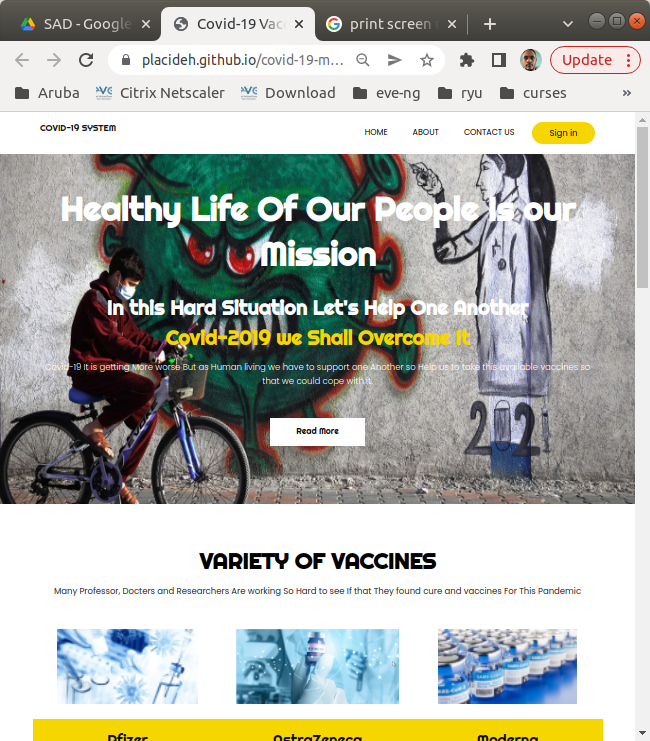 SAD - Google
Covid-19 Vac
print screen
placideh.github.io/covid-19-m...
Update
Aruba
Citrix Netscaler
Download
eve-ng
ryu
curses
»
COVID-19 SYSTEM
HOME
ABOUT
CONTACT US
Sign in
Healthy Life Of Our People Is our
Mission
In this Hard Situation Let's Help One Another
Covid-2019 we Shall Overcome It
Covid-19 It is getting More worse But as Human living we have to support one Another so Help us to take this available vaccines so
that we could cope with it.
Read More
VARIETY OF VACCINES
Many Professor, Docters and Researchers Are working So Hard to see If that They found cure and vaccines For This Pandemic
Pfizer
AstraZeneca
Moderna